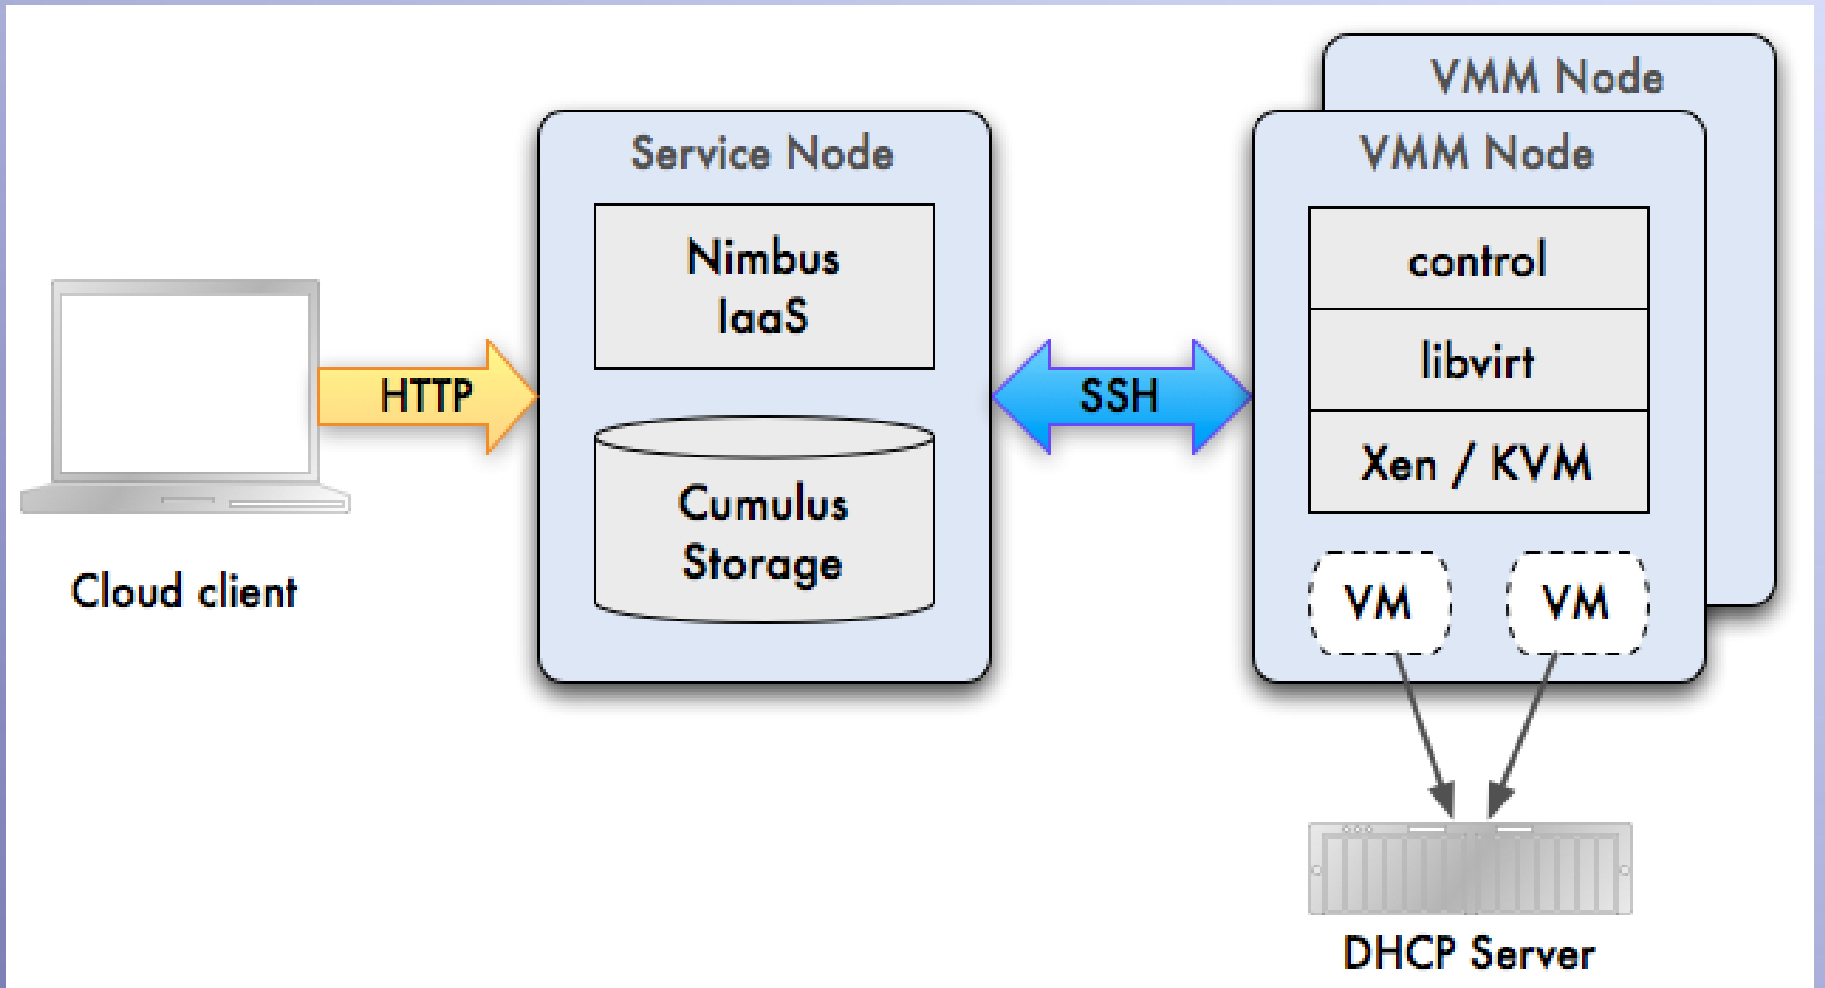 VMM Node
Service Node
VMM Node
Nimbus
IaaS
control
libvirt
HTTP
SSH
Xen / KVM
Cumulus
Storage
Cloud client
VM
VM
DHCP Server